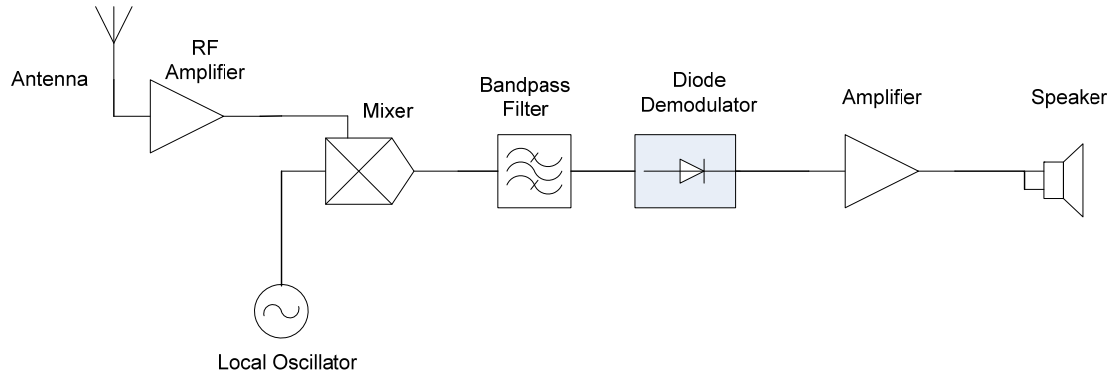 Antenna
RF
Amplifier
Mixer
Bandpass
Filter
Diode
Demodulator
Amplifier
Speaker
Local Oscillator